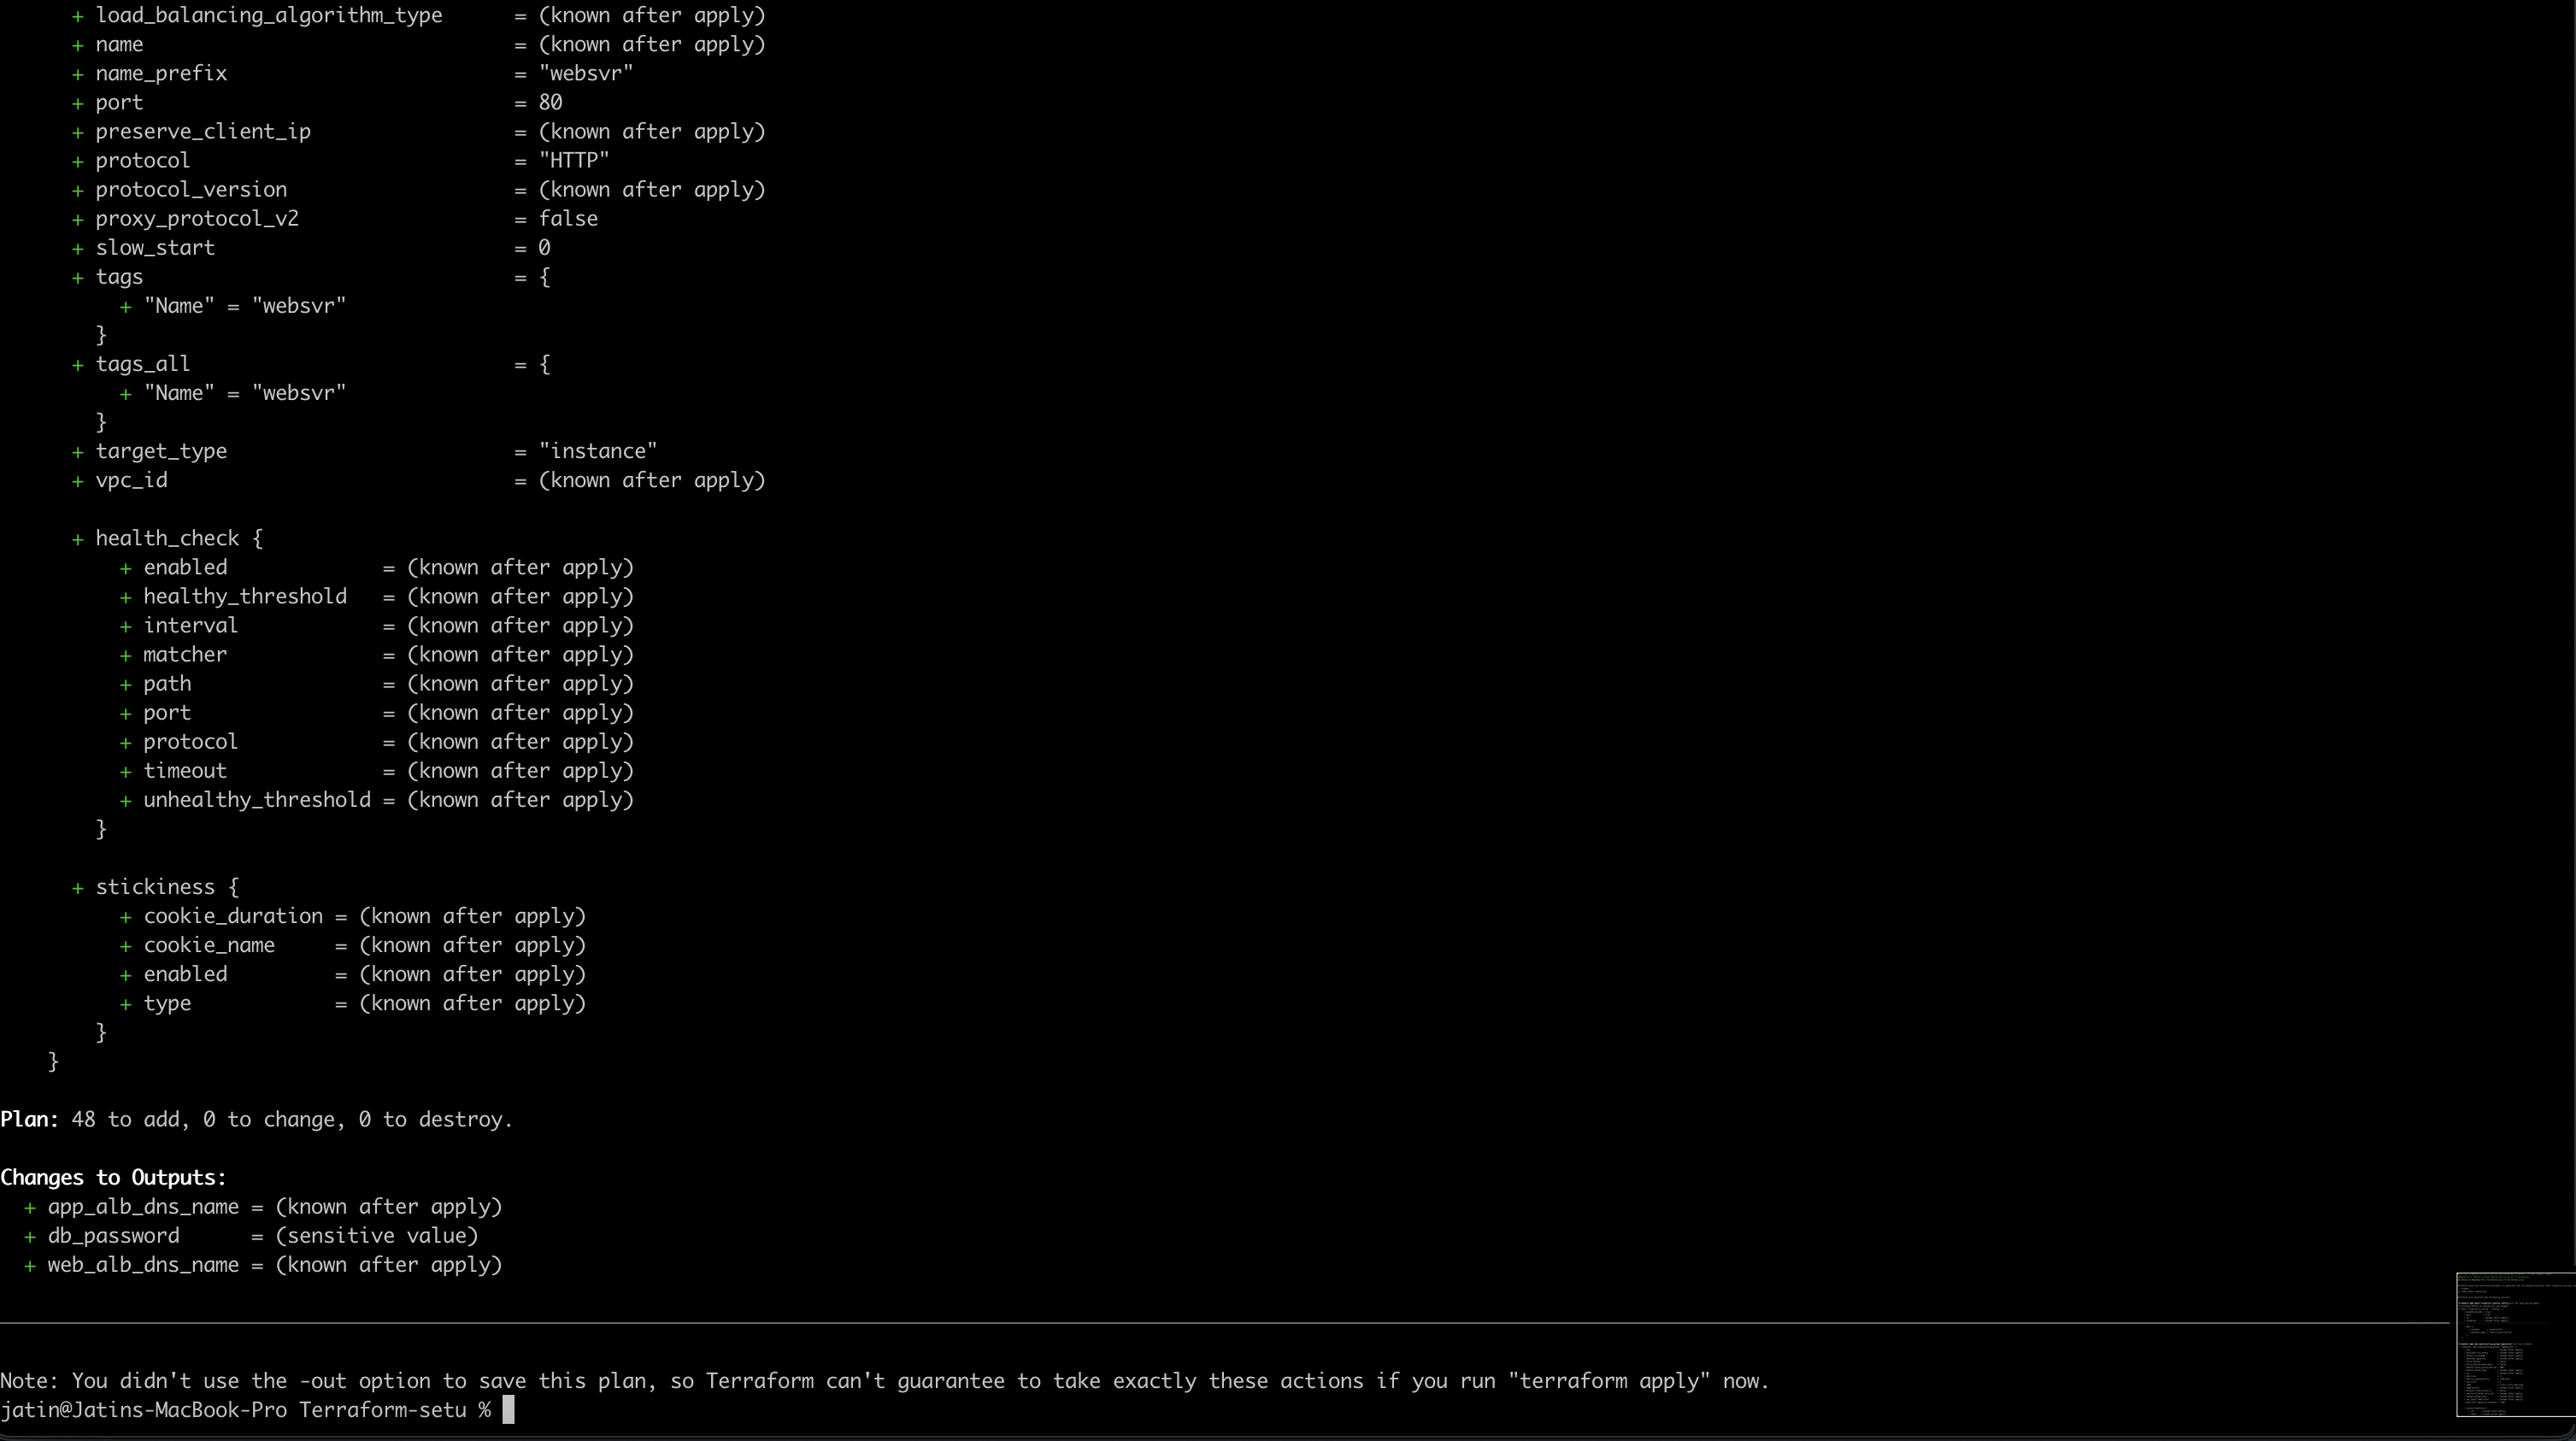 + load_balancing_algorithm_type = (known after apply)
+ name = (known after apply)
+ name_prefix = "websvr"
+ port = 80
+ preserve_client_ip = (known after apply)
+ protocol = "HTTP"
+ protocol_version = (known after apply)
+ proxy_protocol_v2 = false
+ slow_start = 0
+ tags = {
+ "Name" = "websvr"
}
+ tags_all = {
+ "Name" = "websvr"
}
+ target_type = "instance"
+ vpc_id = (known after apply)
+ health_check {
+ enabled = (known after apply)
+ healthy_threshold = (known after apply)
+ interval = (known after apply)
+ matcher = (known after apply)
+ path = (known after apply)
+ port = (known after apply)
+ protocol = (known after apply)
+ timeout = (known after apply)
+ unhealthy_threshold = (known after apply)
}
+ stickiness {
+ cookie_duration = (known after apply)
+ cookie_name = (known after apply)
+ enabled = (known after apply)
+ type = (known after apply)
}
}
Plan: 48 to add, 0 to change, 0 to destroy.
Changes to Outputs:
+ app_alb_dns_name = (known after apply)
+ db_password = (sensitive value)
+ web_alb_dns_name = (known after apply)
Note: You didn't use the -out option to save this plan, so Terraform can't guarantee to take exactly these actions if you run "terraform apply" now.
jatin@Jatins-MacBook-Pro Terraform-setu %